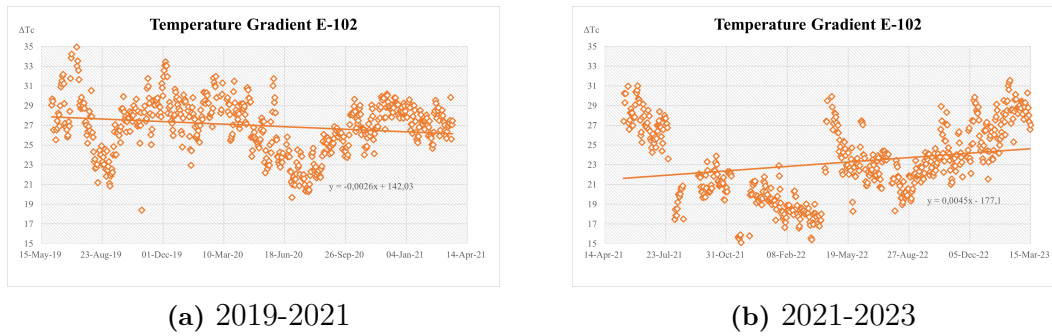 Temperature Gradient E-102
ΔTc
35
33
31
29
27
25
23
21
19
17
15
y = -0,0026x + 142,03
15-May-19 23-Aug-19 01-Dec-19 10-Mar-20 18-Jun-20 26-Sep-20 04-Jan-21 14-Apr-21
(a) 2019-2021
Temperature Gradient E-102
ΔTc
35
33
31
29
27
25
23
21
19
17
15
y = 0,0045x - 177,1
14-Apr-21 23-Jul-21 31-Oct-21 08-Feb-22 19-May-22 27-Aug-22 05-Dec-22 15-Mar-23
(b) 2021-2023